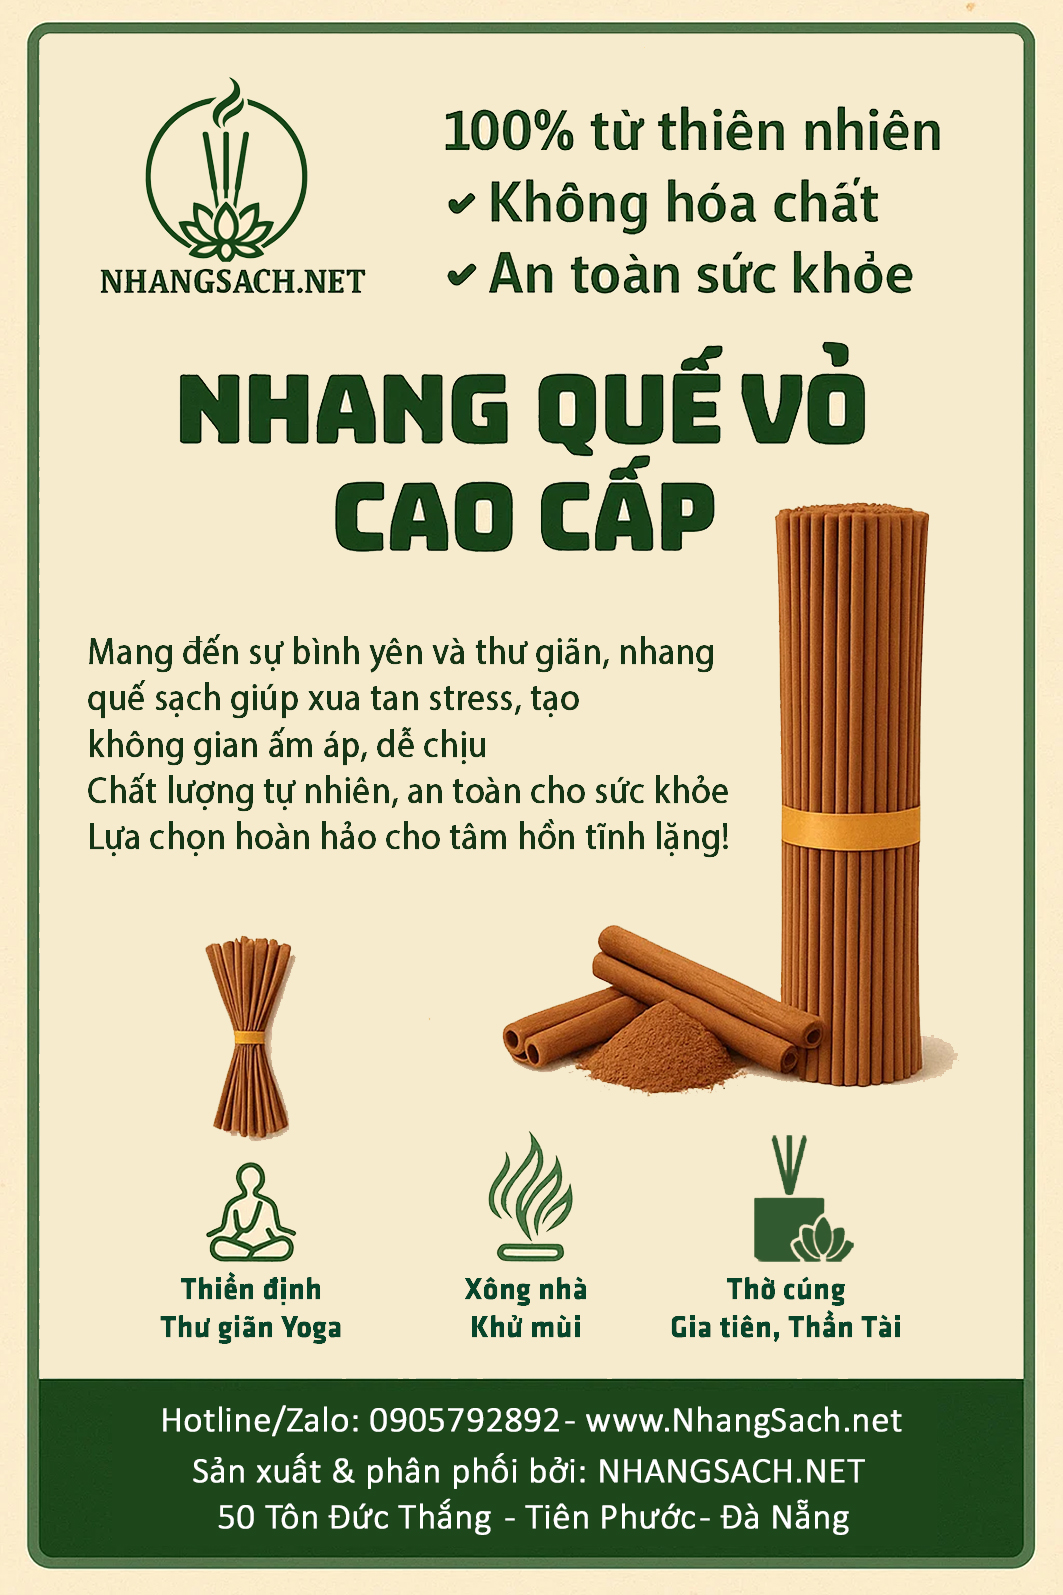 NHANGSACH.NET
100% từ thiên nhiên
✔ Không hóa chất
✔ An toàn sức khỏe
NHANG QUẾ VỎ
CAO CẤP
Mang đến sự bình yên và thư giãn, nhang
quế sạch giúp xua tan stress, tạo
không gian ấm áp, dễ chịu
Chất lượng tự nhiên, an toàn cho sức khỏe
Lựa chọn hoàn hảo cho tâm hồn tĩnh lặng!
Thiền định
Thư giãn Yoga
Xông nhà
Khử mùi
Thờ cúng
Gia tiên, Thần Tài
Hotline/Zalo: 0905792892- www.NhangSach.net
Sản xuất & phân phối bởi: NHANGSACH.NET
50 Tôn Đức Thắng - Tiên Phước- Đà Nẵng